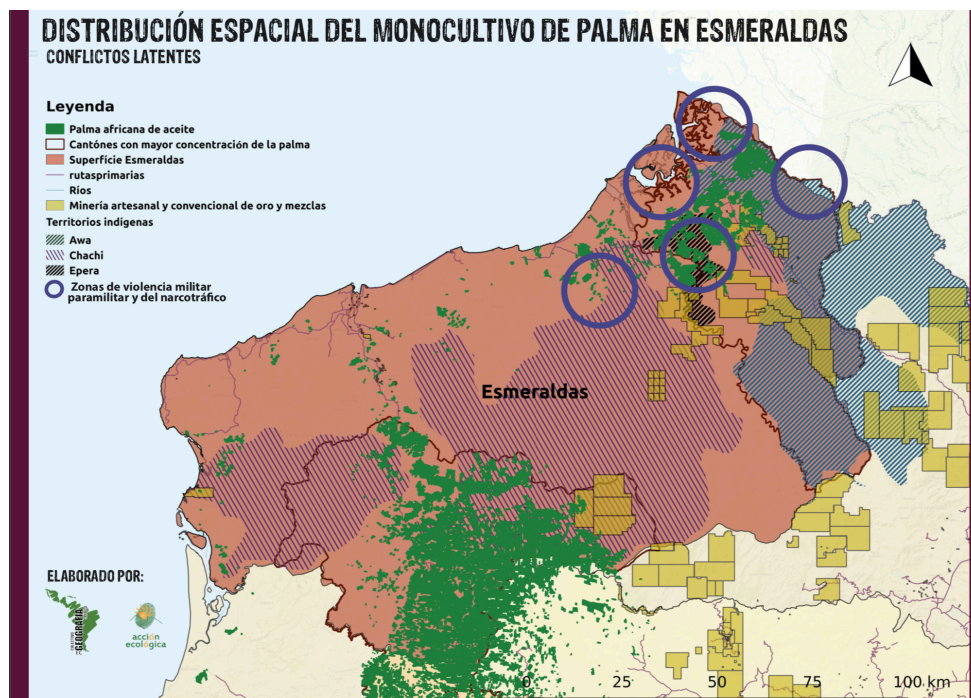 DISTRIBUCIÓN ESPACIAL DEL MONOCULTIVO DE PALMA EN ESMERALDAS
CONFLICTOS LATENTES
Leyenda
Palma africana de aceite
Cantónes con mayor concentración de la palma
Superfície Esmeraldas
rutasprimarias
Ríos
Minería artesanal y convencional de oro y mezclas
Territorios indígenas
Awa
Chachi
Epera
Zonas de violencia militar
paramilitar y del narcotráfico
Esmeraldas
ELABORADO POR:
GEOGRAFÍA
acción
ecológica
0 25 50 75 100 km